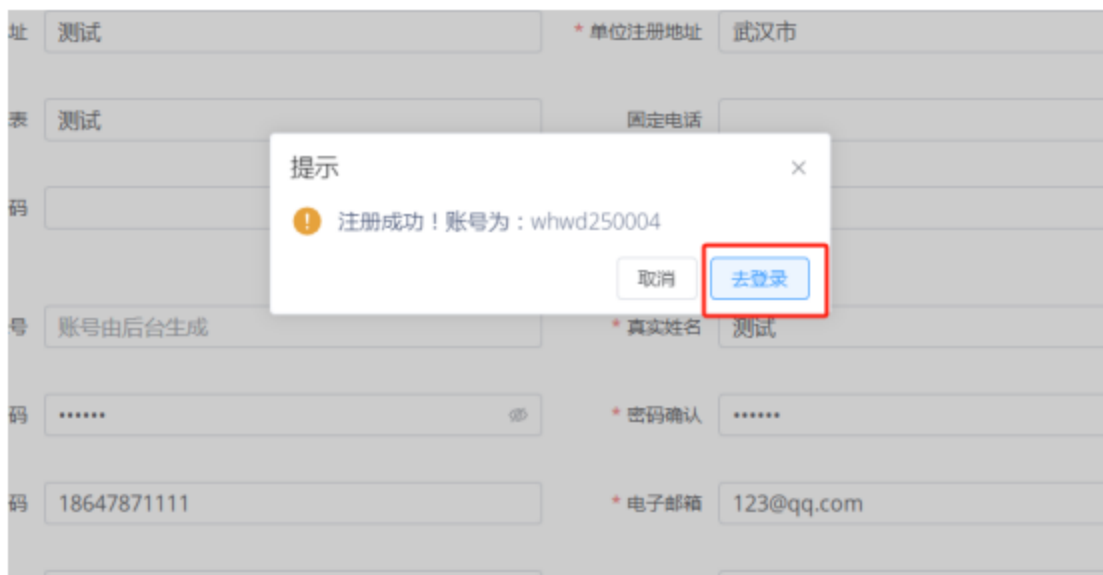 址 测试 * 单位注册地址 武汉市
表 测试 固定电话
提示
码
注册成功！账号为：whwd250004
取消 去登录
号 账号由后台生成 * 真实姓名 测试
码 •••••• * 密码确认 ••••••
码 18647871111 * 电子邮箱 123@qq.com